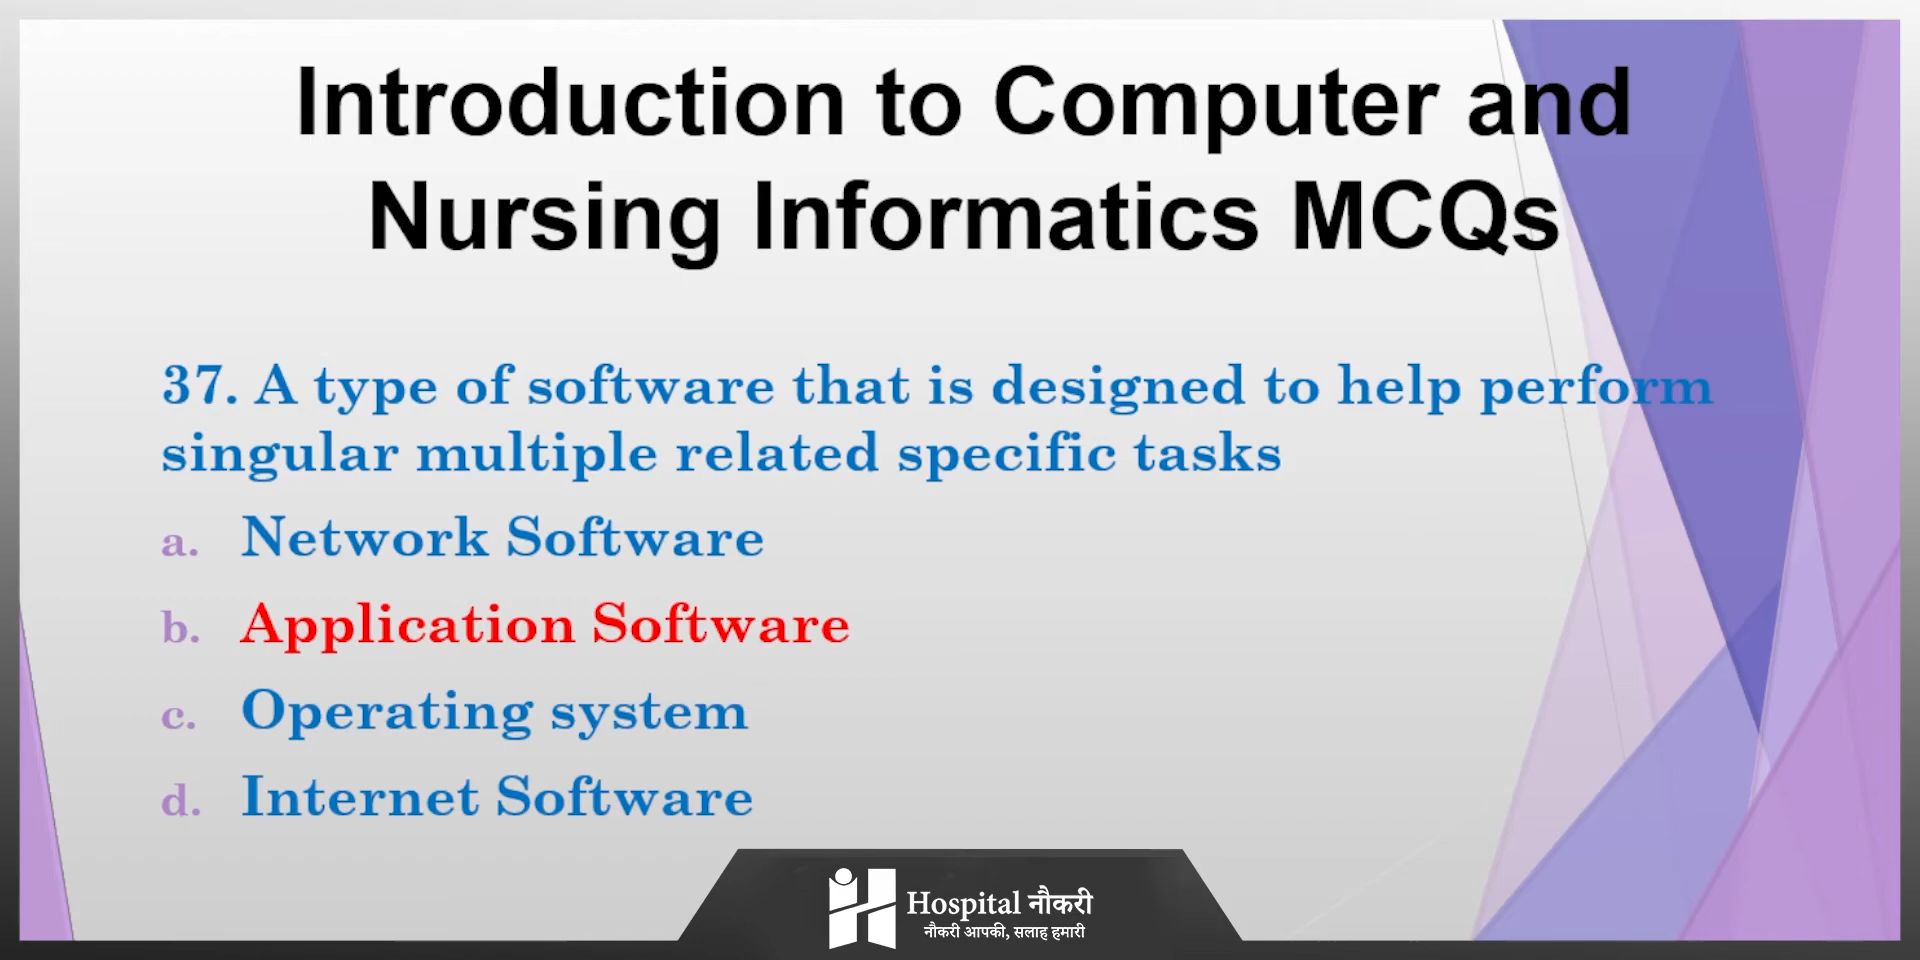 Introduction to Computer and
Nursing Informatics MCQs
37. A type of software that is designed to help perform
singular multiple related specific tasks
a. Network Software
b. Application Software
c. Operating system
d. Internet Software
Hospital नौकरी
नौकरी आपकी, सलाह हमारी